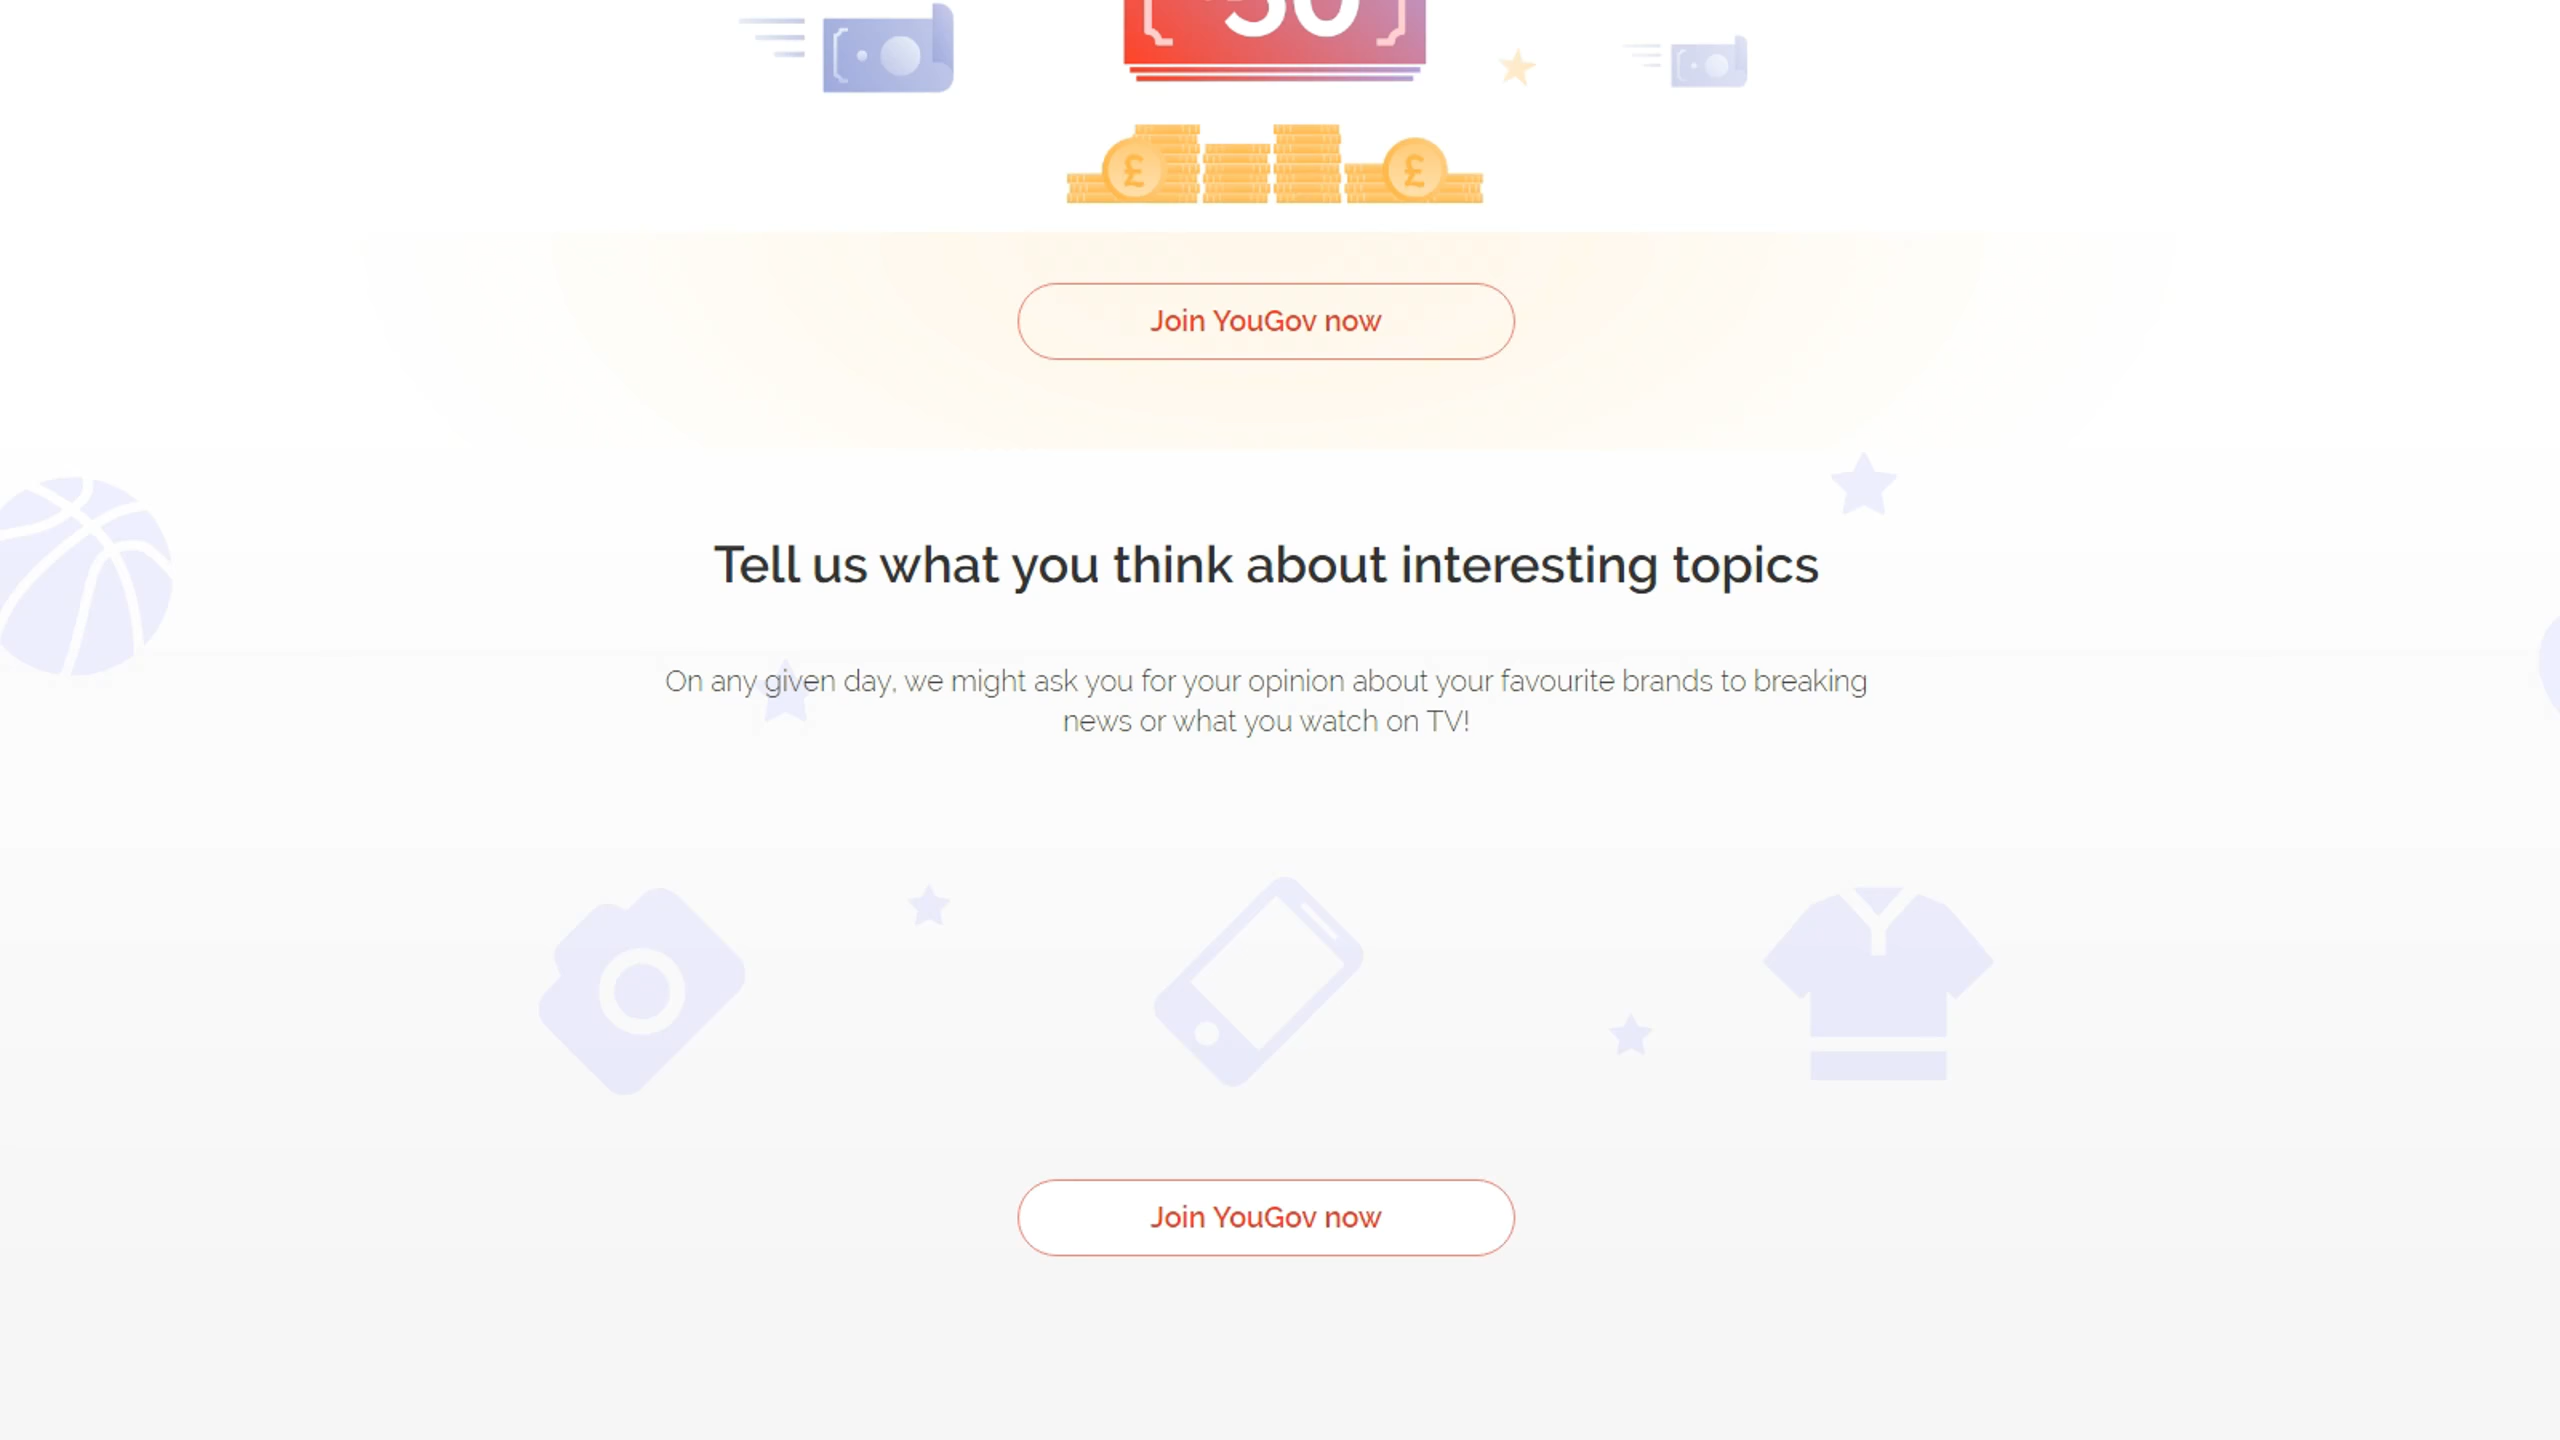 50
£ £
Join YouGov now
Tell us what you think about interesting topics
On any given day, we might ask you for your opinion about your favourite brands to breaking
news or what you watch on TV!
Join YouGov now